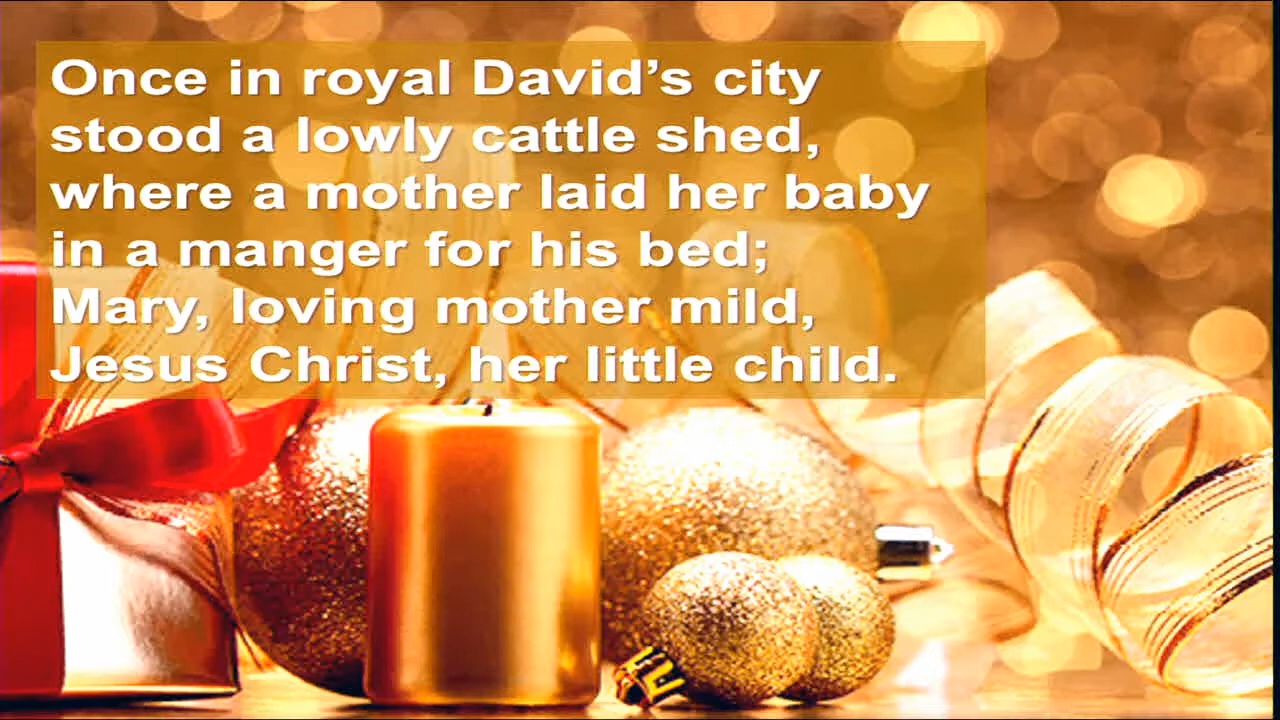 Once in royal David’s city
stood a lowly cattle shed,
where a mother laid her baby
in a manger for his bed;
Mary, loving mother mild,
Jesus Christ, her little child.